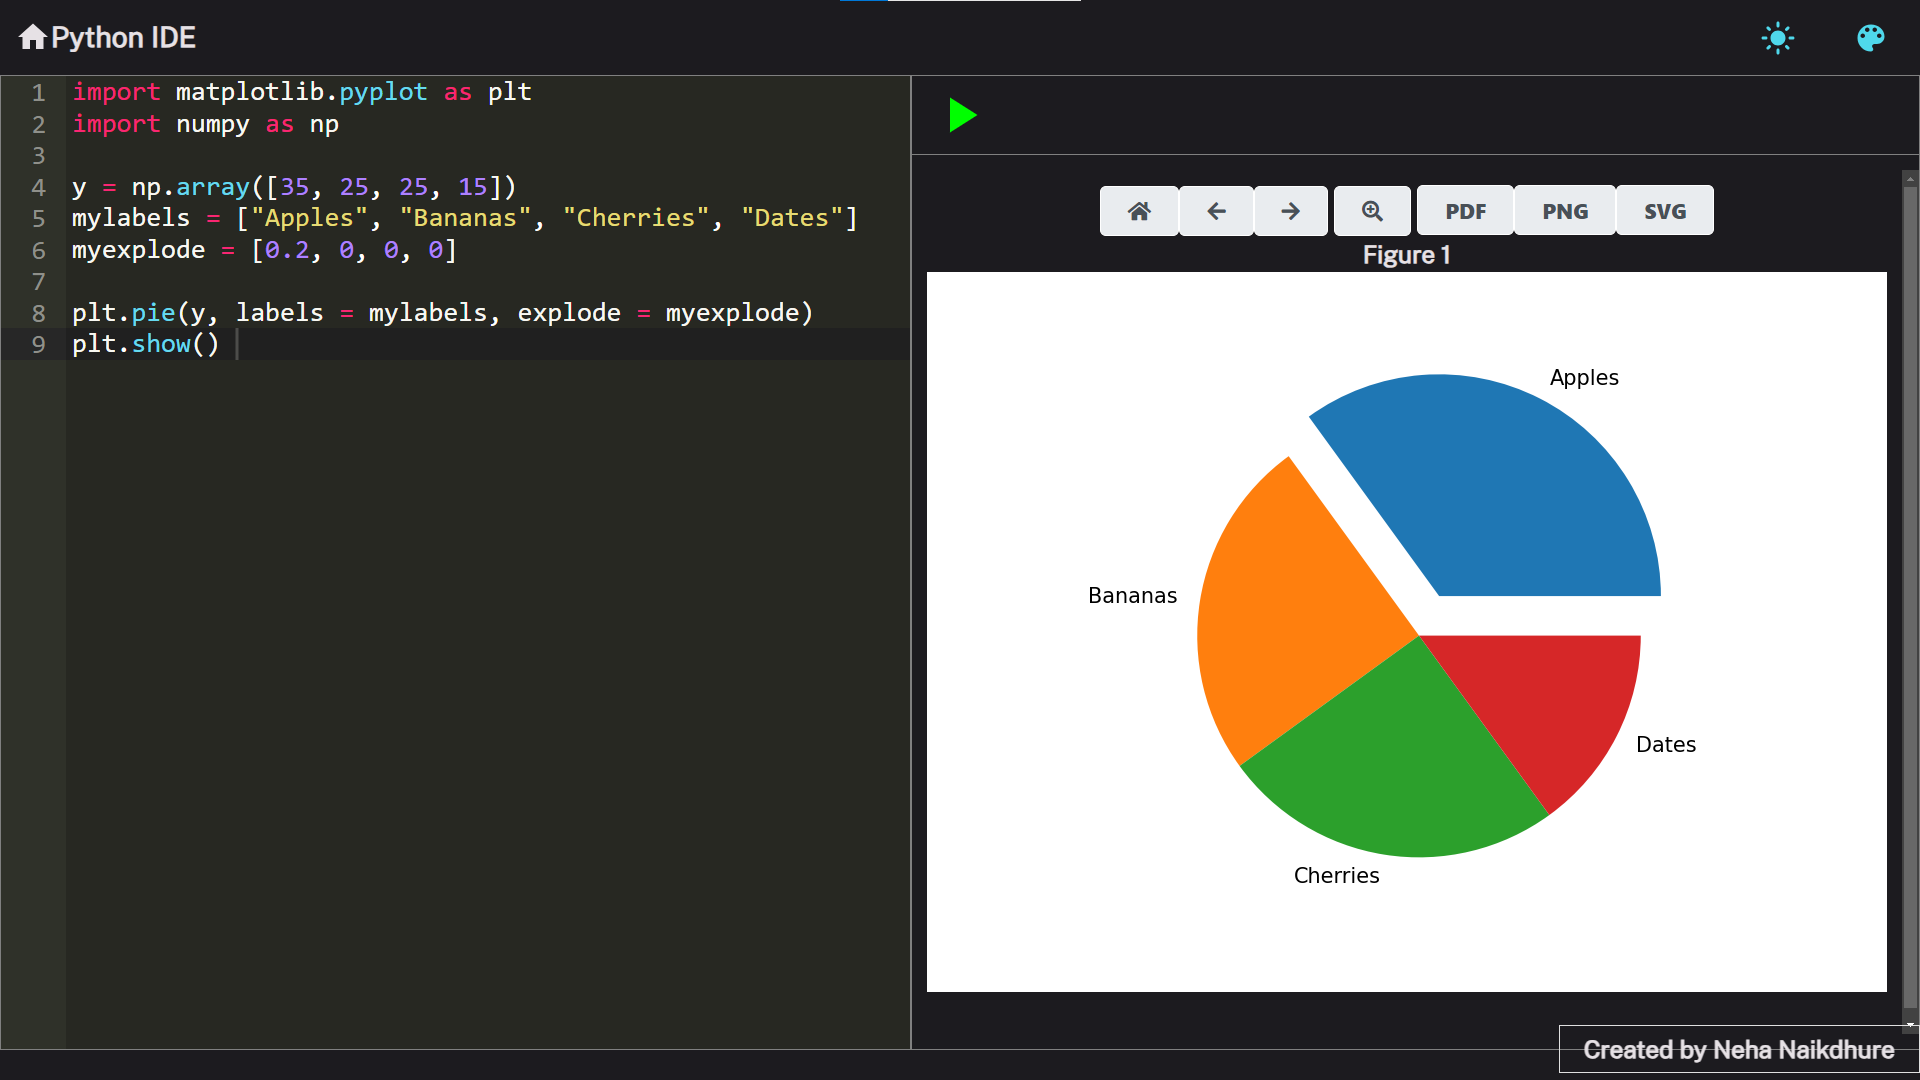 Python IDE
1 import matplotlib.pyplot as plt
2 import numpy as np
3
4 y = np.array([35, 25, 25, 15])
5 mylabels = ["Apples", "Bananas", "Cherries", "Dates"]
6 myexplode = [0.2, 0, 0, 0]
7
8 plt.pie(y, labels = mylabels, explode = myexplode)
9 plt.show()
PDF PNG SVG
Figure 1
Apples
Bananas
Dates
Cherries
Created by Neha Naikdhure